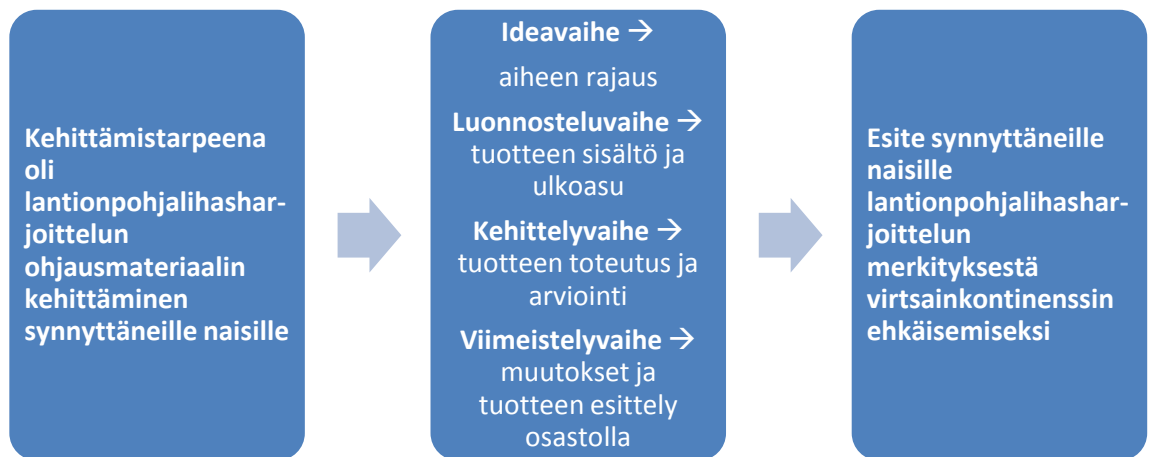 Kehittämistarpeena
oli
lantionpohjalihashar-
joittelun
ohjausmateriaalin
kehittäminen
synnyttäneille naisille
Ideavaihe →
aiheen rajaus
Luonnosteluvaihe →
tuotteen sisältö ja
ulkoasu
Kehittelyvaihe →
tuotteen toteutus ja
arviointi
Viimeistelyvaihe →
muutokset ja
tuotteen esittely
osastolla
Esite synnyttäneille
naisille
lantionpohjalihashar-
joittelun
merkityksestä
virtsainkontinenssin
ehkäisemiseksi